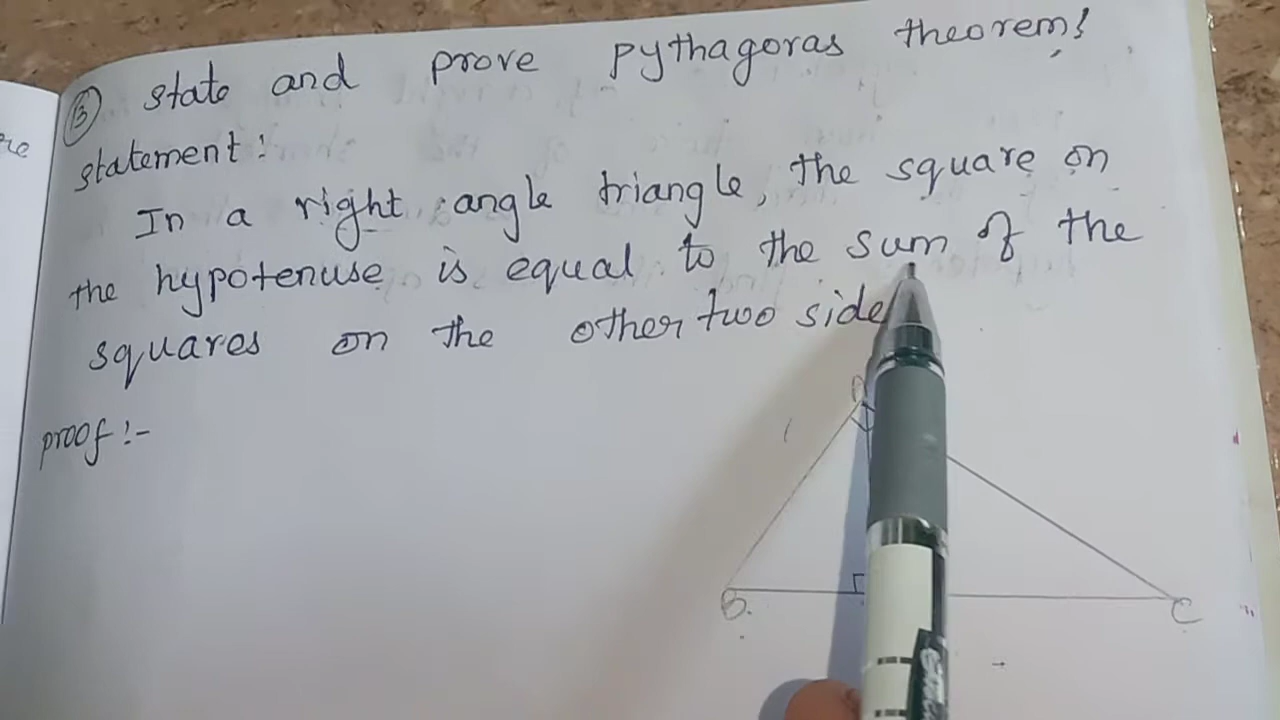 13 state and prove pythagoras theorem!
statement:
In a right angle triangle, the square on
the hypotenuse is equal to the sum of the
squares on the other two side
proof:-
A
B.
C